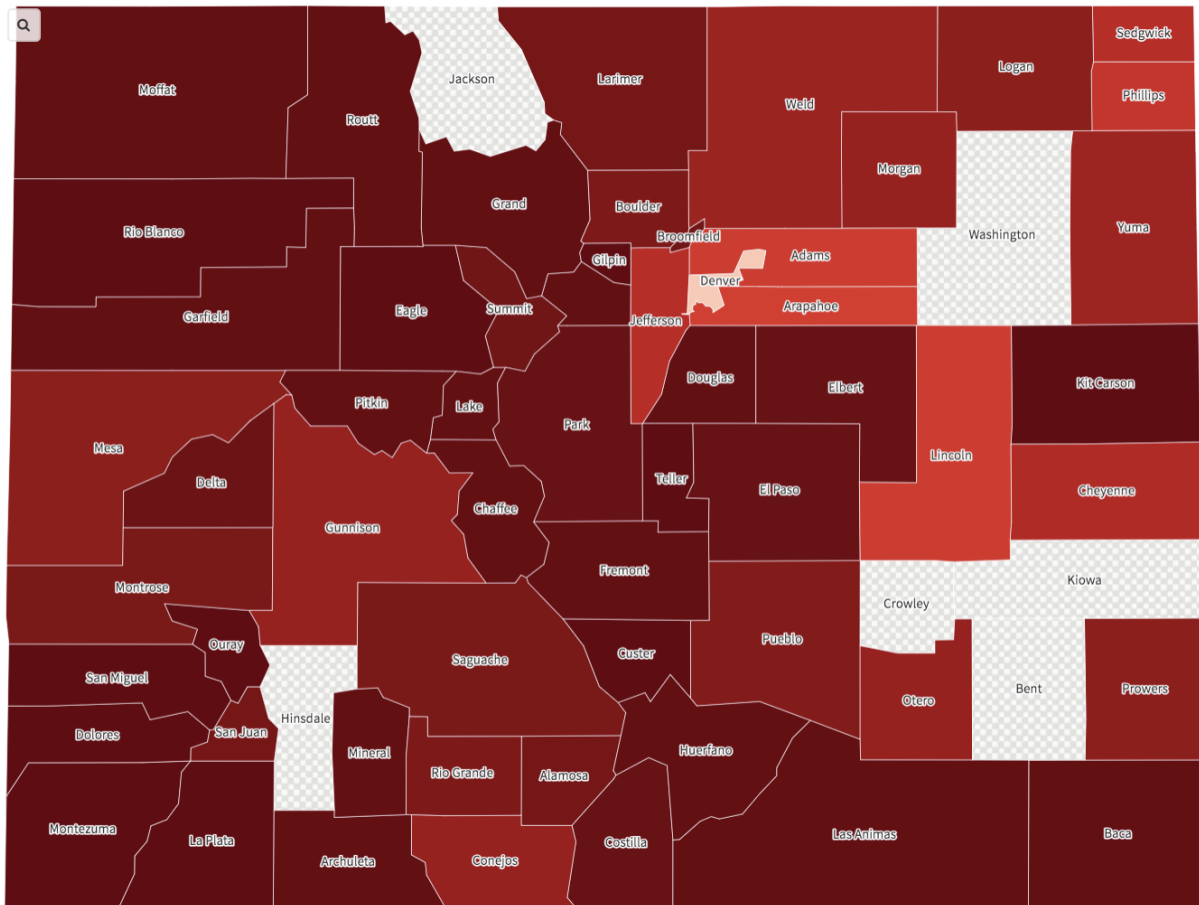 Sedgwick
Logan
Jackson
Larimer
Moffat
Phillips
Weld
Routt
Morgan
Grand
Boulder
Yuma
Rio Blanco
Washington
Broomfield
Gilpin
Adams
Denver
Eagle
Summit
Arapahoe
Garfield
Jefferson
Douglas
Elbert
Kit Carson
Pitkin
Lake
Park
Mesa
Lincoln
Delta
Teller
El Paso
Cheyenne
Chaffee
Gunnison
Fremont
Kiowa
Montrose
Crowley
Pueblo
Ouray
Custer
Saguache
San Miguel
Bent
Prowers
Otero
Hinsdale
San Juan
Dolores
Huerfano
Mineral
Rio Grande
Alamosa
Montezuma
Las Animas
Baca
La Plata
Costilla
Archuleta
Conejos